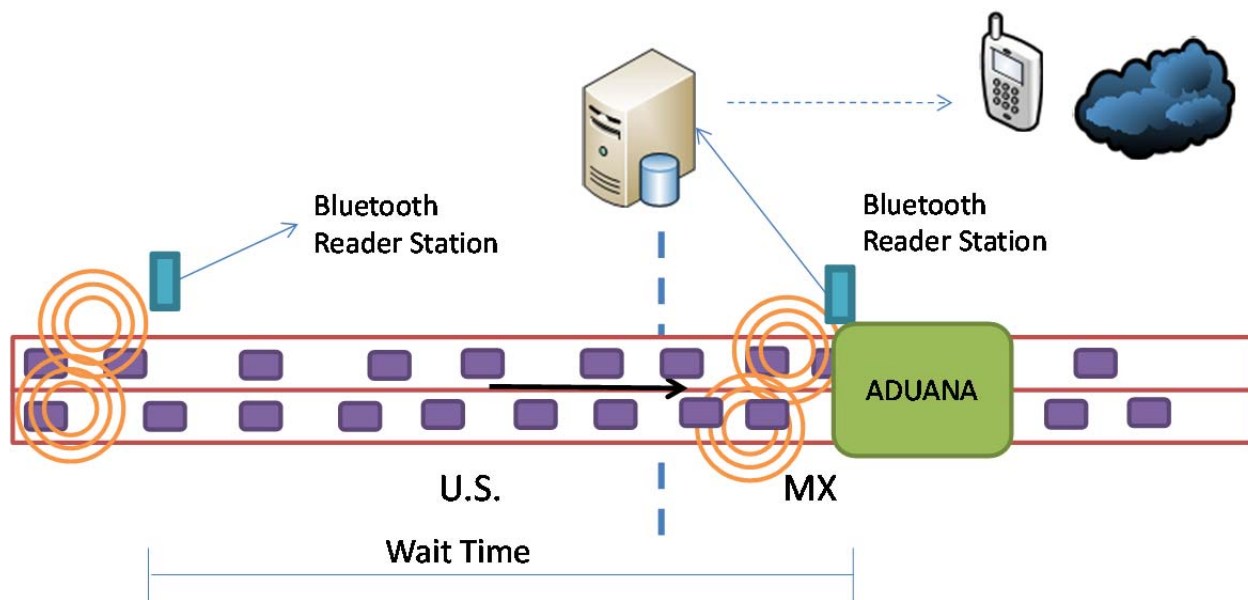 Bluetooth
Reader Station
Bluetooth
Reader Station
ADUANA
U.S.
MX
Wait Time